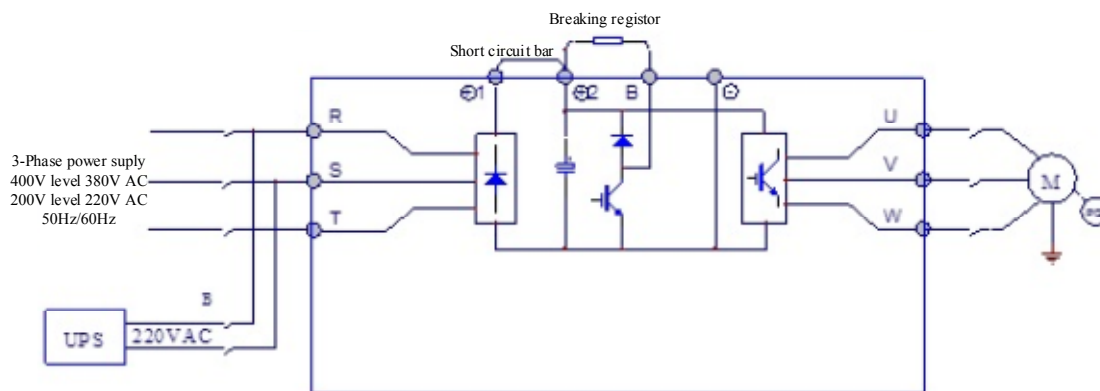 Breaking registor
Short circuit bar
⊕1
⊕2
B
⊖
R
U
3-Phase power suply
400V level 380V AC
S
V
M
200V level 220V AC
50Hz/60Hz
T
W
B
UPS
220VAC